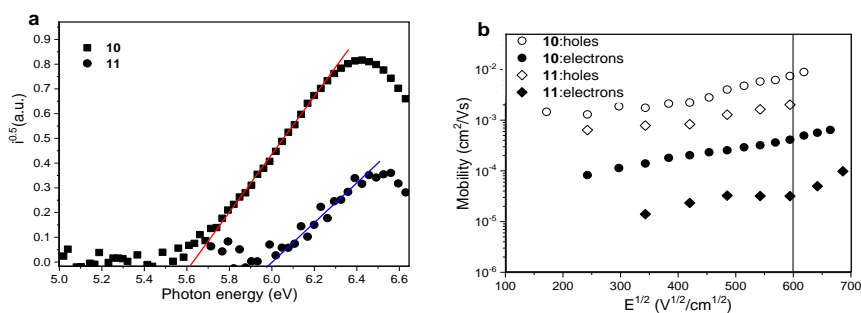 a
10
11
0.9
0.8
0.7
0.6
0.5
0.4
0.3
0.2
0.1
0.0
i^0.5(a.u.)
5.0 5.2 5.4 5.6 5.8 6.0 6.2 6.4 6.6
Photon energy (eV)
b
10:holes
10:electrons
11:holes
11:electrons
10^-2
10^-3
10^-4
10^-5
10^-6
Mobility (cm²/Vs)
100 200 300 400 500 600 700
E^1/2 (V^1/2/cm^1/2)